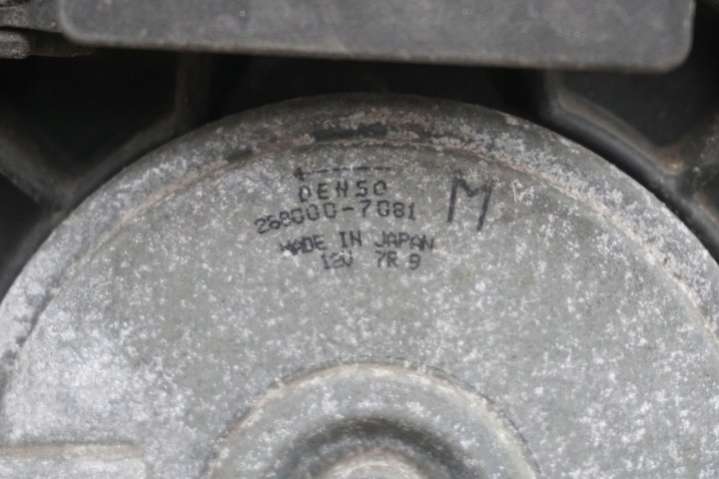 DENSO
268000-7081 M
MADE IN JAPAN
12V 7R 9